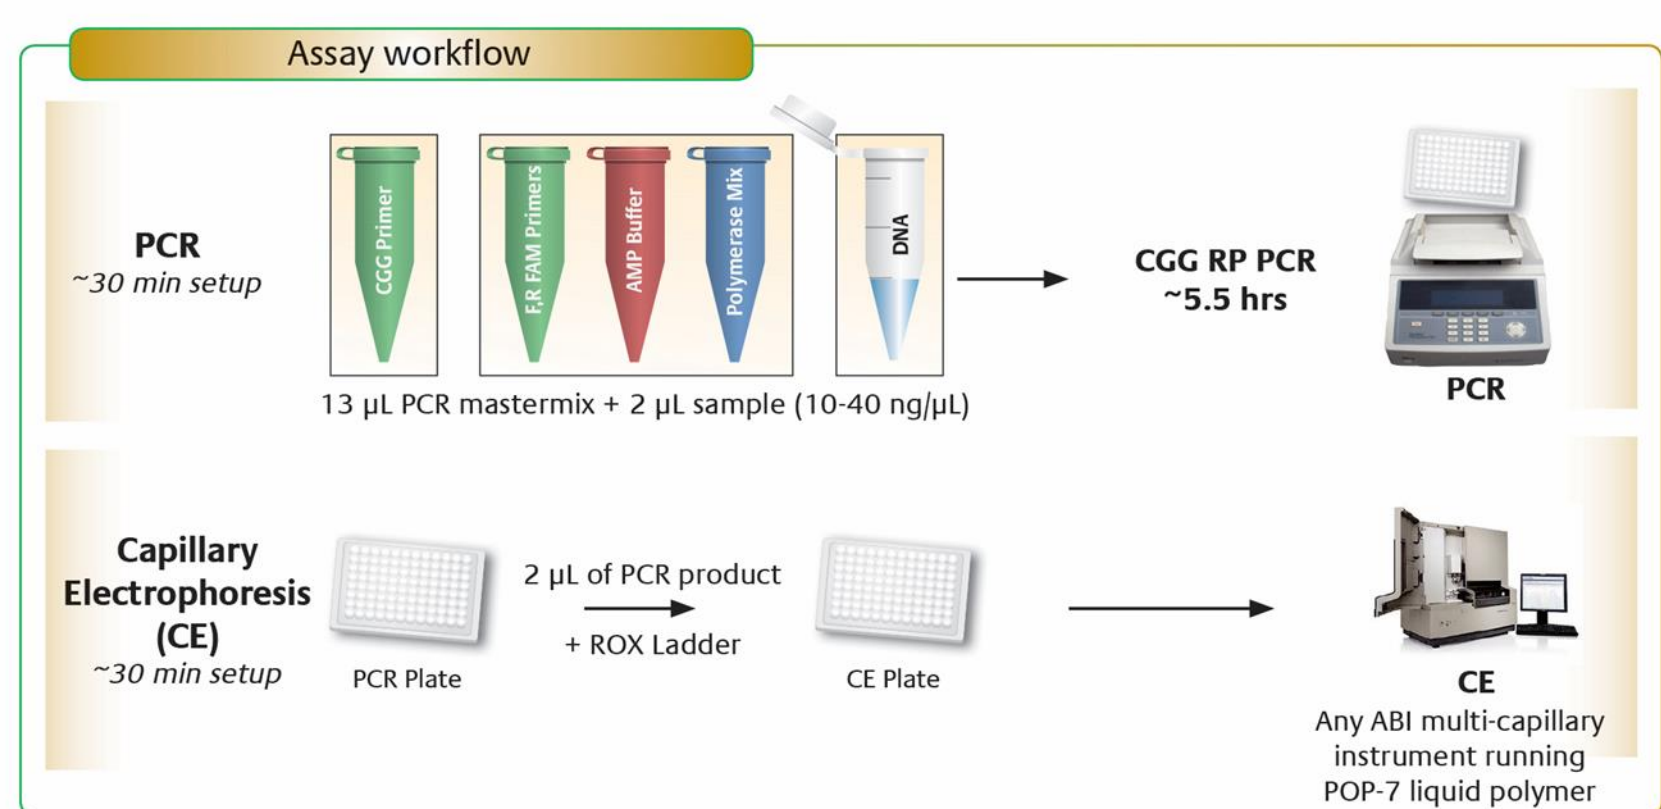 Assay workflow
PCR
~30 min setup
CGG Primer
F,R FAM Primers
AMP Buffer
Polymerase Mix
DNA
13 µL PCR mastermix + 2 µL sample (10-40 ng/µL)
CGG RP PCR
~5.5 hrs
PCR
Capillary
Electrophoresis
(CE)
~30 min setup
PCR Plate
2 µL of PCR product
+ ROX Ladder
CE Plate
CE
Any ABI multi-capillary
instrument running
POP-7 liquid polymer